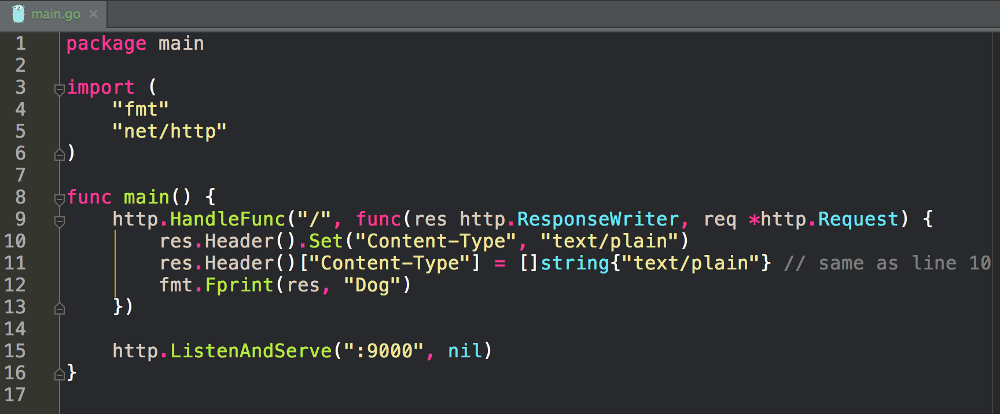 main.go
1 package main
2
3 import (
4     "fmt"
5     "net/http"
6 )
7
8 func main() {
9     http.HandleFunc("/", func(res http.ResponseWriter, req *http.Request) {
10         res.Header().Set("Content-Type", "text/plain")
11         res.Header()["Content-Type"] = []string{"text/plain"} // same as line 10
12         fmt.Fprint(res, "Dog")
13     })
14
15     http.ListenAndServe(":9000", nil)
16 }
17